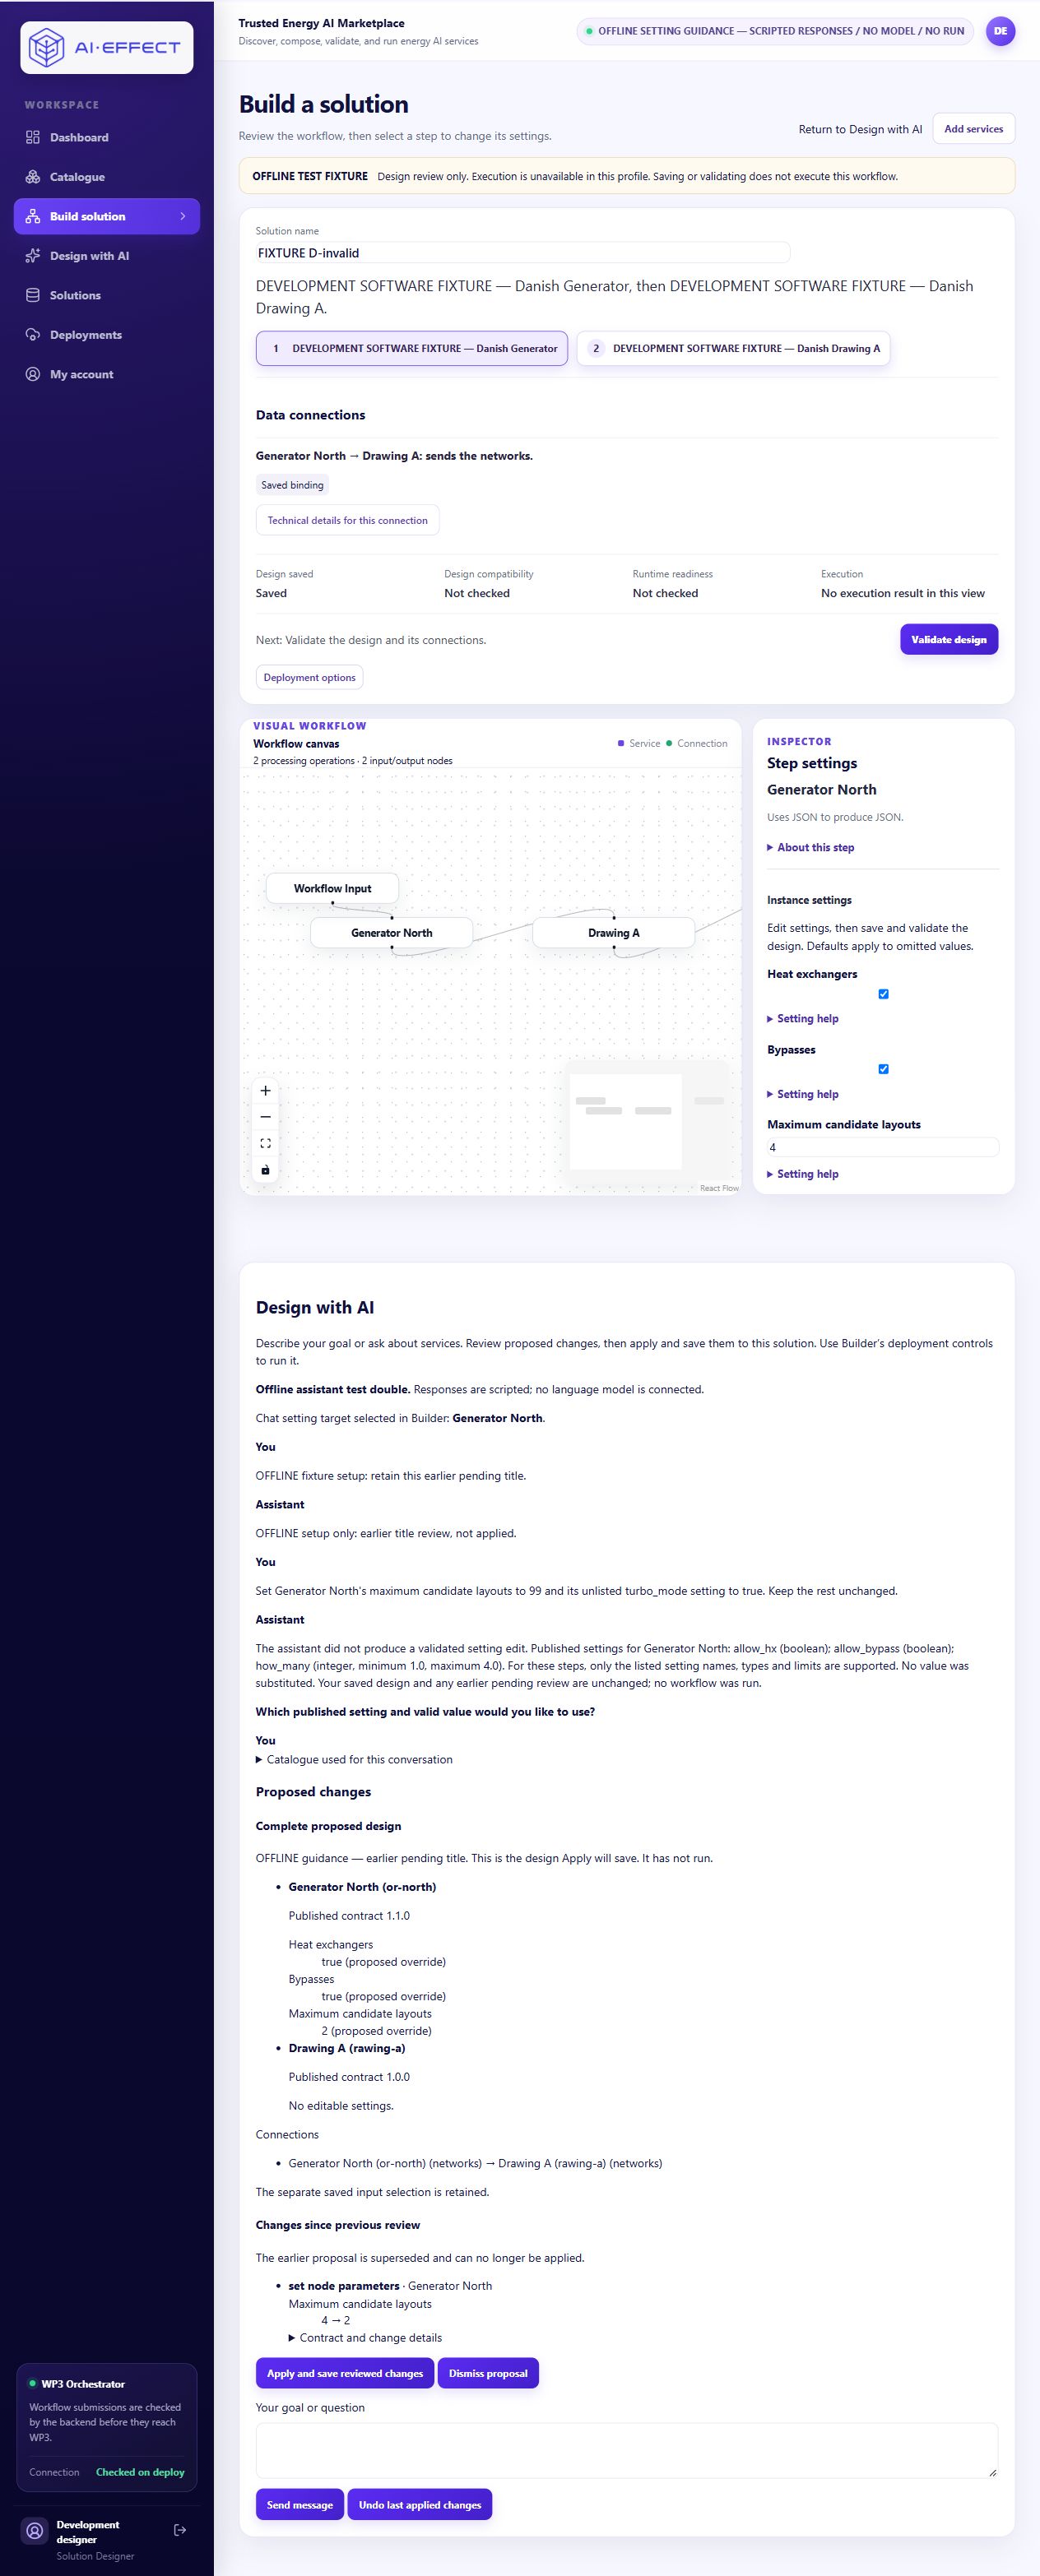 AI·EFFECT
WORKSPACE
Dashboard
Catalogue
Build solution
Design with AI
Solutions
Deployments
My account
Trusted Energy AI Marketplace
Discover, compose, validate, and run energy AI services
OFFLINE SETTING GUIDANCE — SCRIPTED RESPONSES / NO MODEL / NO RUN
DE
Build a solution
Review the workflow, then select a step to change its settings.
Return to Design with AI
Add services
OFFLINE TEST FIXTURE Design review only. Execution is unavailable in this profile. Saving or validating does not execute this workflow.
Solution name
FIXTURE D-invalid
DEVELOPMENT SOFTWARE FIXTURE — Danish Generator, then DEVELOPMENT SOFTWARE FIXTURE — Danish
Drawing A.
1 DEVELOPMENT SOFTWARE FIXTURE — Danish Generator
2 DEVELOPMENT SOFTWARE FIXTURE — Danish Drawing A
Data connections
Generator North → Drawing A: sends the networks.
Saved binding
Technical details for this connection
Design saved
Saved
Design compatibility
Not checked
Runtime readiness
Not checked
Execution
No execution result in this view
Next: Validate the design and its connections.
Validate design
Deployment options
VISUAL WORKFLOW
Workflow canvas
2 processing operations · 2 input/output nodes
Service
Connection
Workflow Input
Generator North
Drawing A
React Flow
INSPECTOR
Step settings
Generator North
Uses JSON to produce JSON.
About this step
Instance settings
Edit settings, then save and validate the
design. Defaults apply to omitted values.
Heat exchangers
Setting help
Bypasses
Setting help
Maximum candidate layouts
4
Setting help
Design with AI
Describe your goal or ask about services. Review proposed changes, then apply and save them to this solution. Use Builder's deployment controls
to run it.
Offline assistant test double. Responses are scripted; no language model is connected.
Chat setting target selected in Builder: Generator North.
You
OFFLINE fixture setup: retain this earlier pending title.
Assistant
OFFLINE setup only: earlier title review, not applied.
You
Set Generator North's maximum candidate layouts to 99 and its unlisted turbo_mode setting to true. Keep the rest unchanged.
Assistant
The assistant did not produce a validated setting edit. Published settings for Generator North: allow_hx (boolean); allow_bypass (boolean);
how_many (integer, minimum 1.0, maximum 4.0). For these steps, only the listed setting names, types and limits are supported. No value was
substituted. Your saved design and any earlier pending review are unchanged; no workflow was run.
Which published setting and valid value would you like to use?
You
Catalogue used for this conversation
Proposed changes
Complete proposed design
OFFLINE guidance — earlier pending title. This is the design Apply will save. It has not run.
• Generator North (or-north)
Published contract 1.1.0
Heat exchangers
true (proposed override)
Bypasses
true (proposed override)
Maximum candidate layouts
2 (proposed override)
• Drawing A (rawing-a)
Published contract 1.0.0
No editable settings.
Connections
• Generator North (or-north) (networks) → Drawing A (rawing-a) (networks)
The separate saved input selection is retained.
Changes since previous review
The earlier proposal is superseded and can no longer be applied.
• set node parameters · Generator North
Maximum candidate layouts
4 → 2
Contract and change details
Apply and save reviewed changes
Dismiss proposal
Your goal or question
Send message
Undo last applied changes
WP3 Orchestrator
Workflow submissions are checked
by the backend before they reach
WP3.
Connection Checked on deploy
Development
designer
Solution Designer